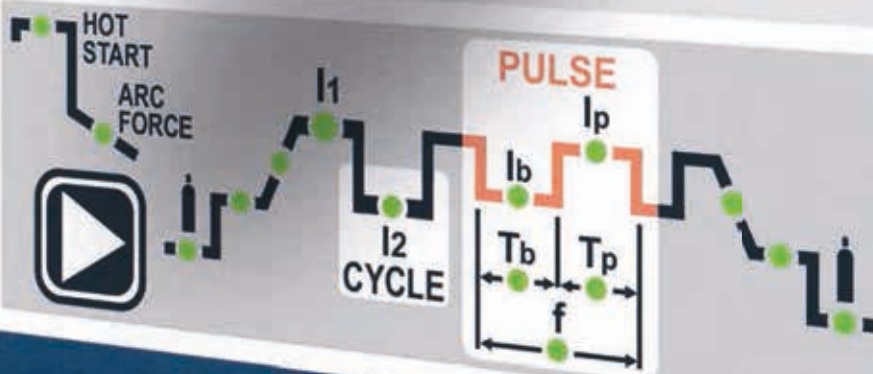 HOT
START
ARC
FORCE
I1
I2
CYCLE
PULSE
Ip
Ib
Tb
Tp
f